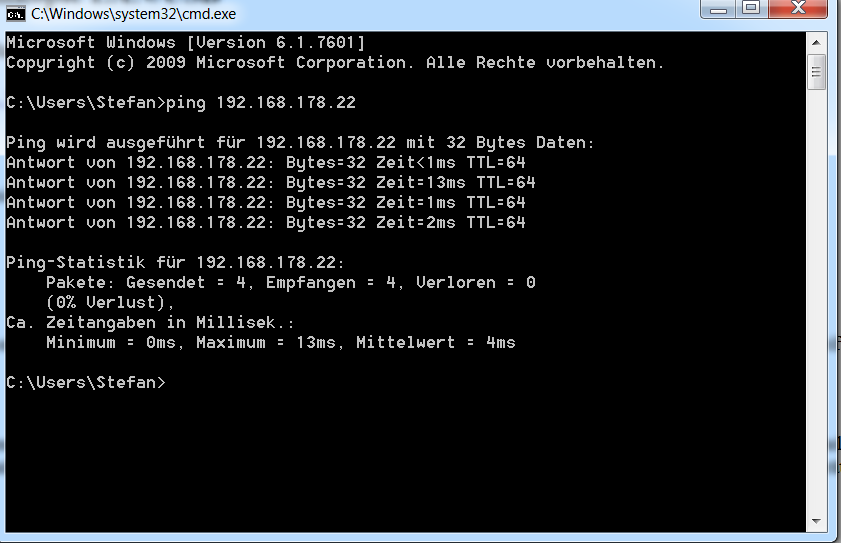 C:\Windows\system32\cmd.exe
Microsoft Windows [Version 6.1.7601]
Copyright (c) 2009 Microsoft Corporation. Alle Rechte vorbehalten.
C:\Users\Stefan>ping 192.168.178.22
Ping wird ausgeführt für 192.168.178.22 mit 32 Bytes Daten:
Antwort von 192.168.178.22: Bytes=32 Zeit<1ms TTL=64
Antwort von 192.168.178.22: Bytes=32 Zeit=13ms TTL=64
Antwort von 192.168.178.22: Bytes=32 Zeit=1ms TTL=64
Antwort von 192.168.178.22: Bytes=32 Zeit=2ms TTL=64
Ping-Statistik für 192.168.178.22:
    Pakete: Gesendet = 4, Empfangen = 4, Verloren = 0
    (0% Verlust),
Ca. Zeitangaben in Millisek.:
    Minimum = 0ms, Maximum = 13ms, Mittelwert = 4ms
C:\Users\Stefan>